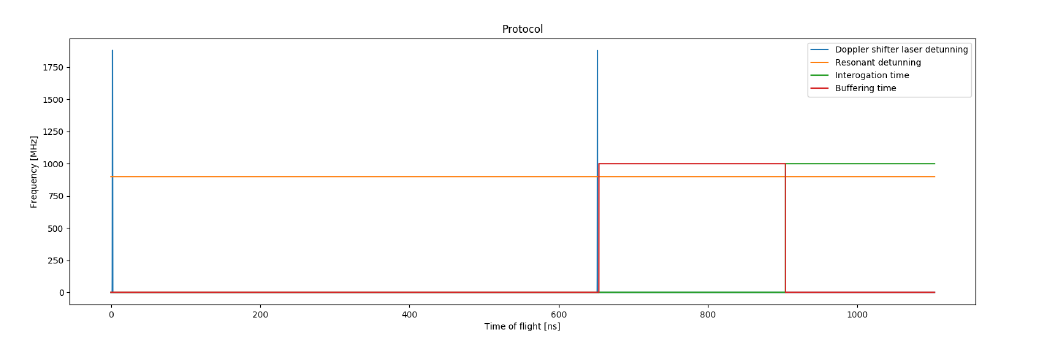 Protocol
Doppler shifter laser detunning
Resonant detunning
Interogation time
Buffering time
Frequency [MHz]
1750
1500
1250
1000
750
500
250
0
0 200 400 600 800 1000
Time of flight [ns]